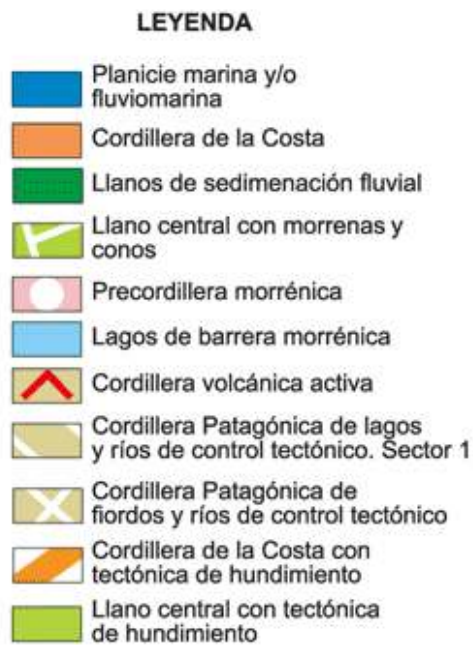 LEYENDA
Planicie marina y/o
fluviomarina
Cordillera de la Costa
Llanos de sedimenación fluvial
Llano central con morrenas y
conos
Precordillera morrénica
Lagos de barrera morrénica
Cordillera volcánica activa
Cordillera Patagónica de lagos
y ríos de control tectónico. Sector 1
Cordillera Patagónica de
fiordos y ríos de control tectónico
Cordillera de la Costa con
tectónica de hundimiento
Llano central con tectónica
de hundimiento